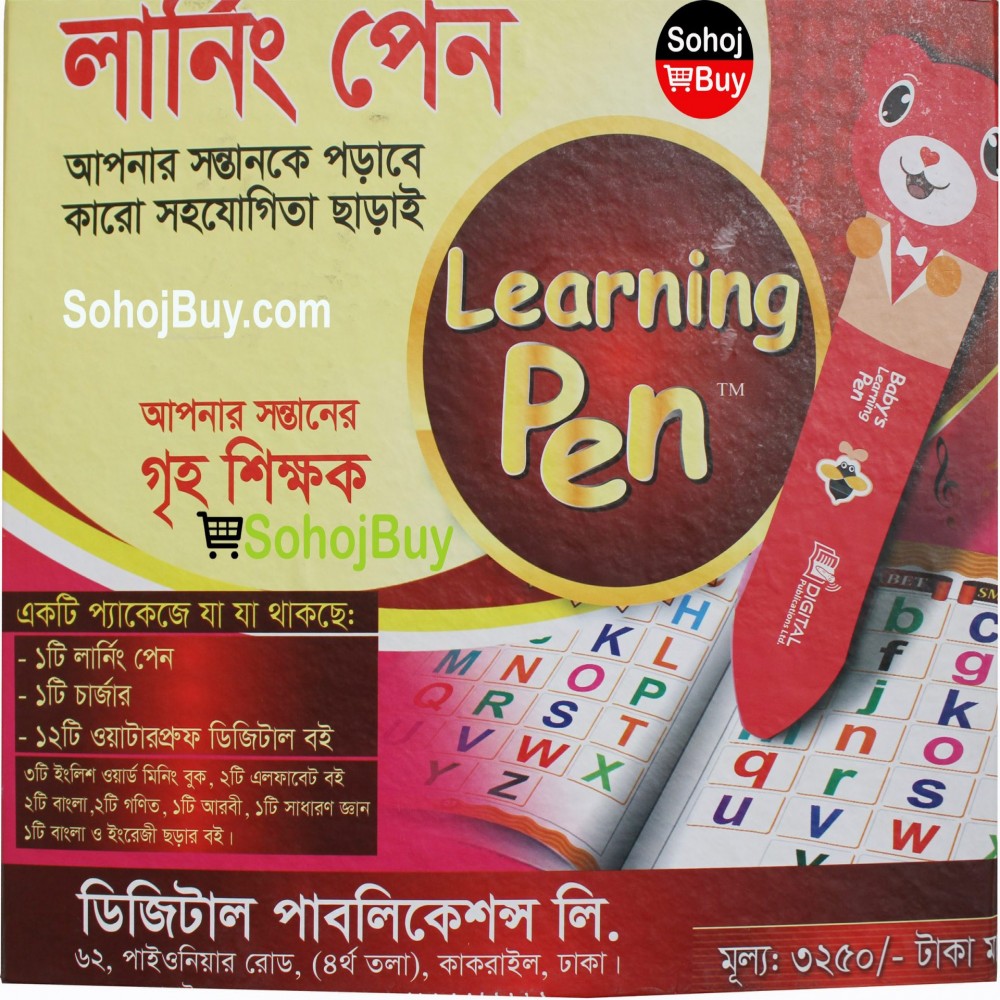 লার্নিং পেন
Sohoj
Buy
আপনার সন্তানকে পড়াবে
কারো সহযোগিতা ছাড়াই
SohojBuy.com
Learning
Pen TM
Baby's
Learning
Pen
আপনার সন্তানের
গৃহ শিক্ষক
SohojBuy
DIGITAL
Publications Ltd.
একটি প্যাকেজে যা যা থাকছে:
- ১টি লার্নিং পেন
- ১টি চার্জার
- ১২টি ওয়াটারপ্রুফ ডিজিটাল বই
৩টি ইংলিশ ওয়ার্ড মিনিং বুক, ২টি এলফাবেট বই
২টি বাংলা,২টি গণিত, ১টি আরবী, ১টি সাধারণ জ্ঞান
১টি বাংলা ও ইংরেজী ছড়ার বই।
H
K L
M N O P
Q R S T
U V W X
Y Z
BET
b c
f g
j k
n o
q r s
u v w
ডিজিটাল পাবলিকেশন্স লি.
৬২, পাইওনিয়ার রোড, (৪র্থ তলা), কাকরাইল, ঢাকা।
মূল্য: ৩২৫০/- টাকা